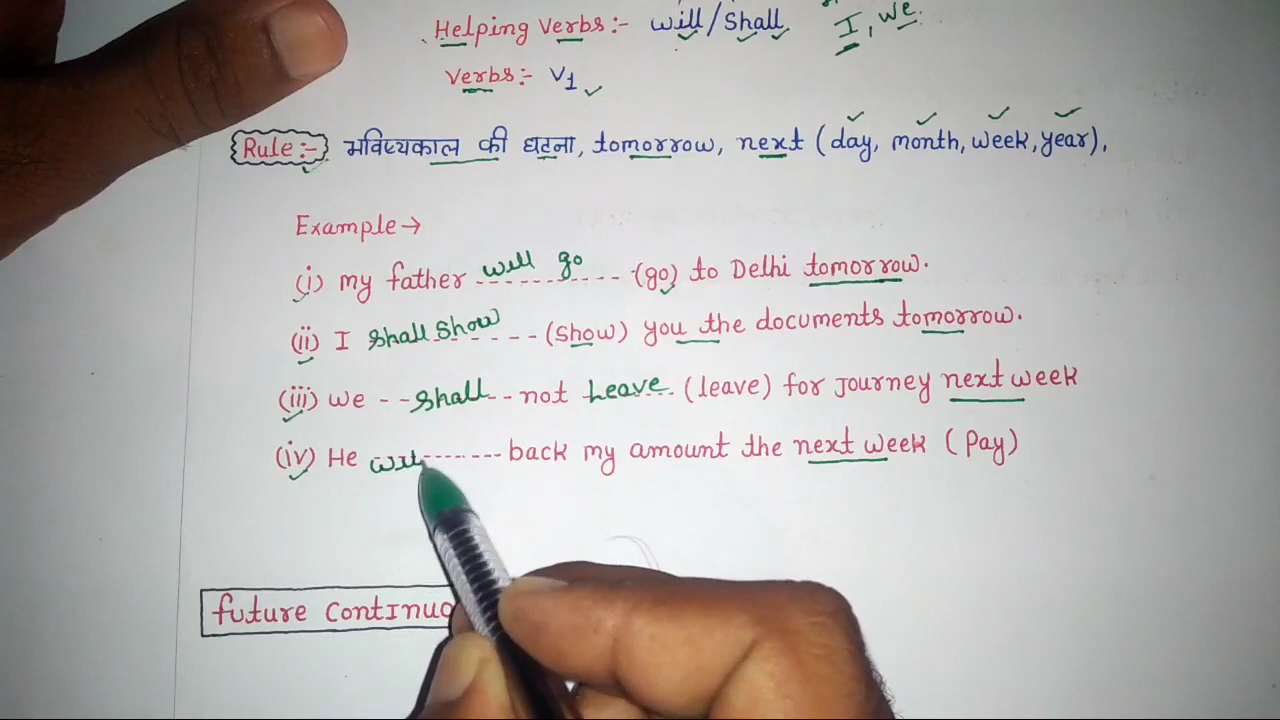 Helping Verbs:- will/Shall I, we
Verbs:- V1
Rule:- भविष्यकाल की घटना, tomorrow, next (day, month, week, year),
Example→
(i) my father will go (go) to Delhi tomorrow.
(ii) I shall show (show) you the documents tomorrow.
(iii) we shall not Leave (leave) for Journey next week
(iv) He will back my amount the next week (Pay)
future Continuo